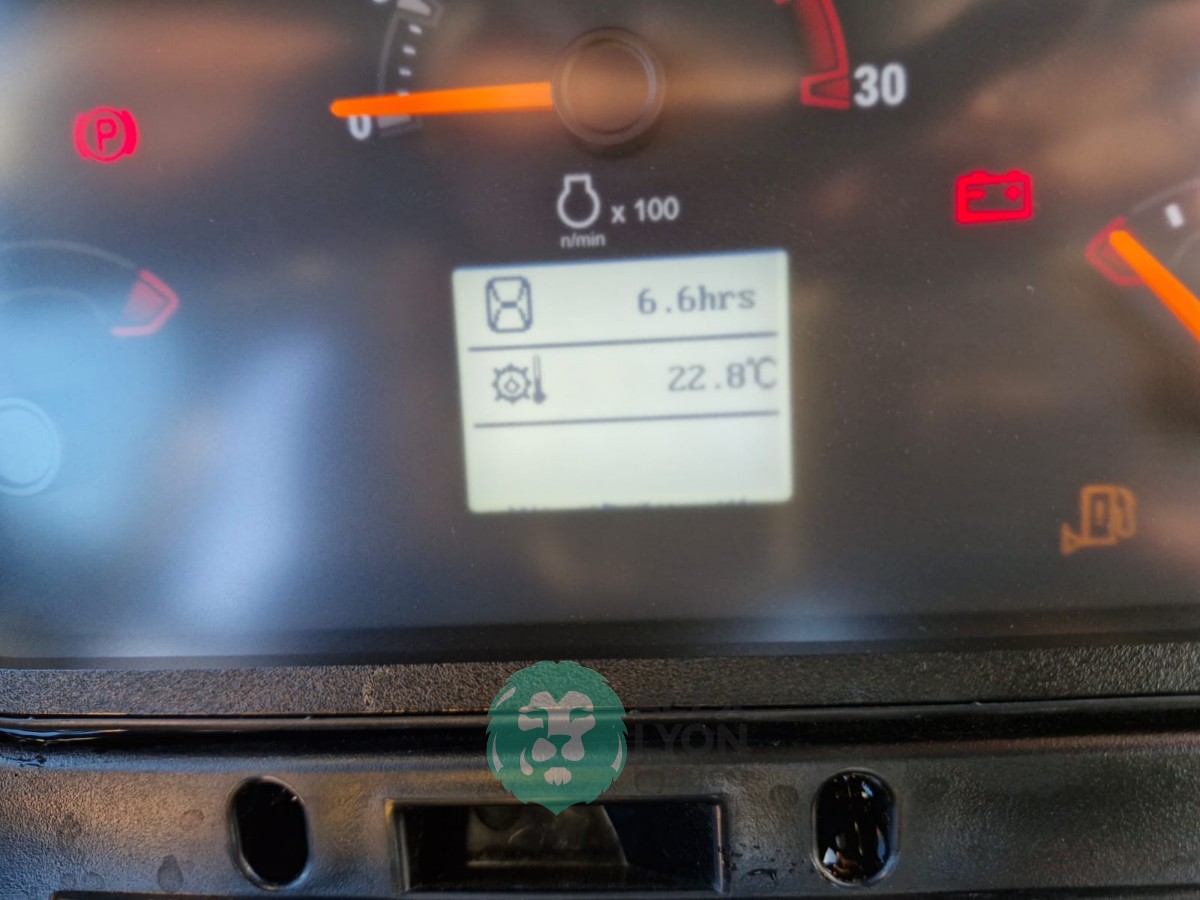 P
0
30
x 100
n/min
6.6hrs
22.8℃
LYON